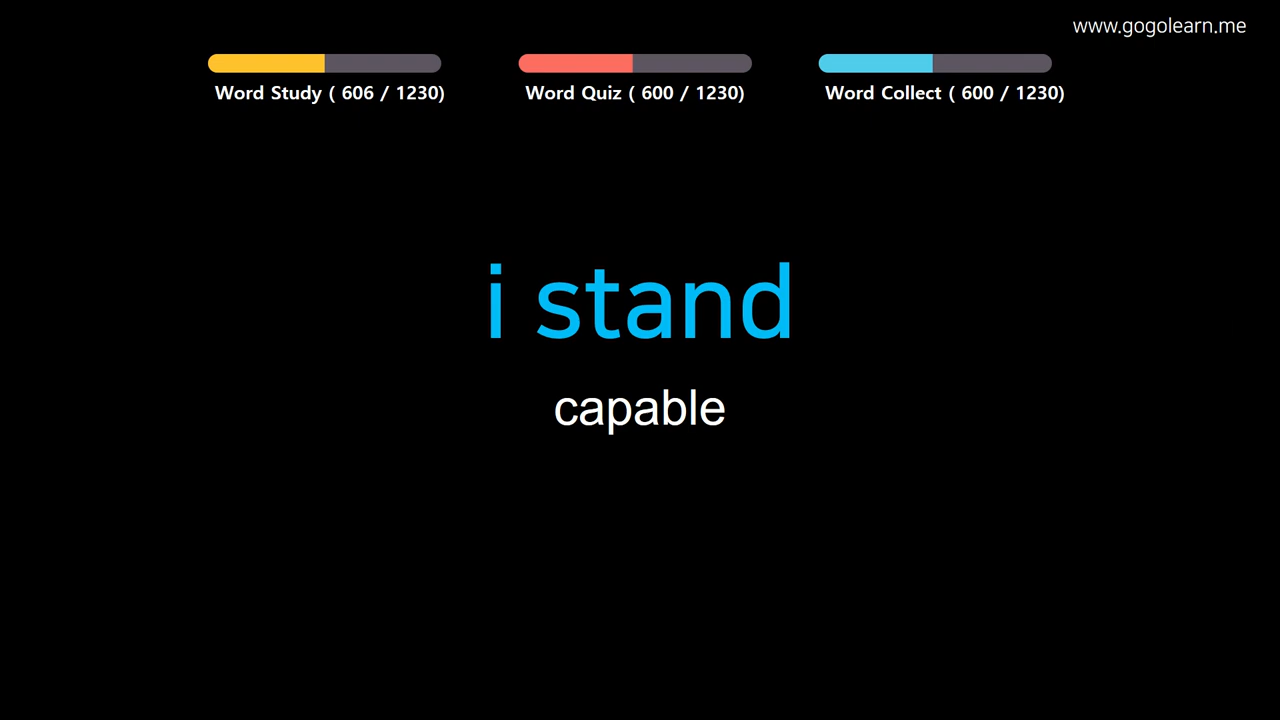 www.gogolearn.me
Word Study ( 606 / 1230)
Word Quiz ( 600 / 1230)
Word Collect ( 600 / 1230)
i stand
capable